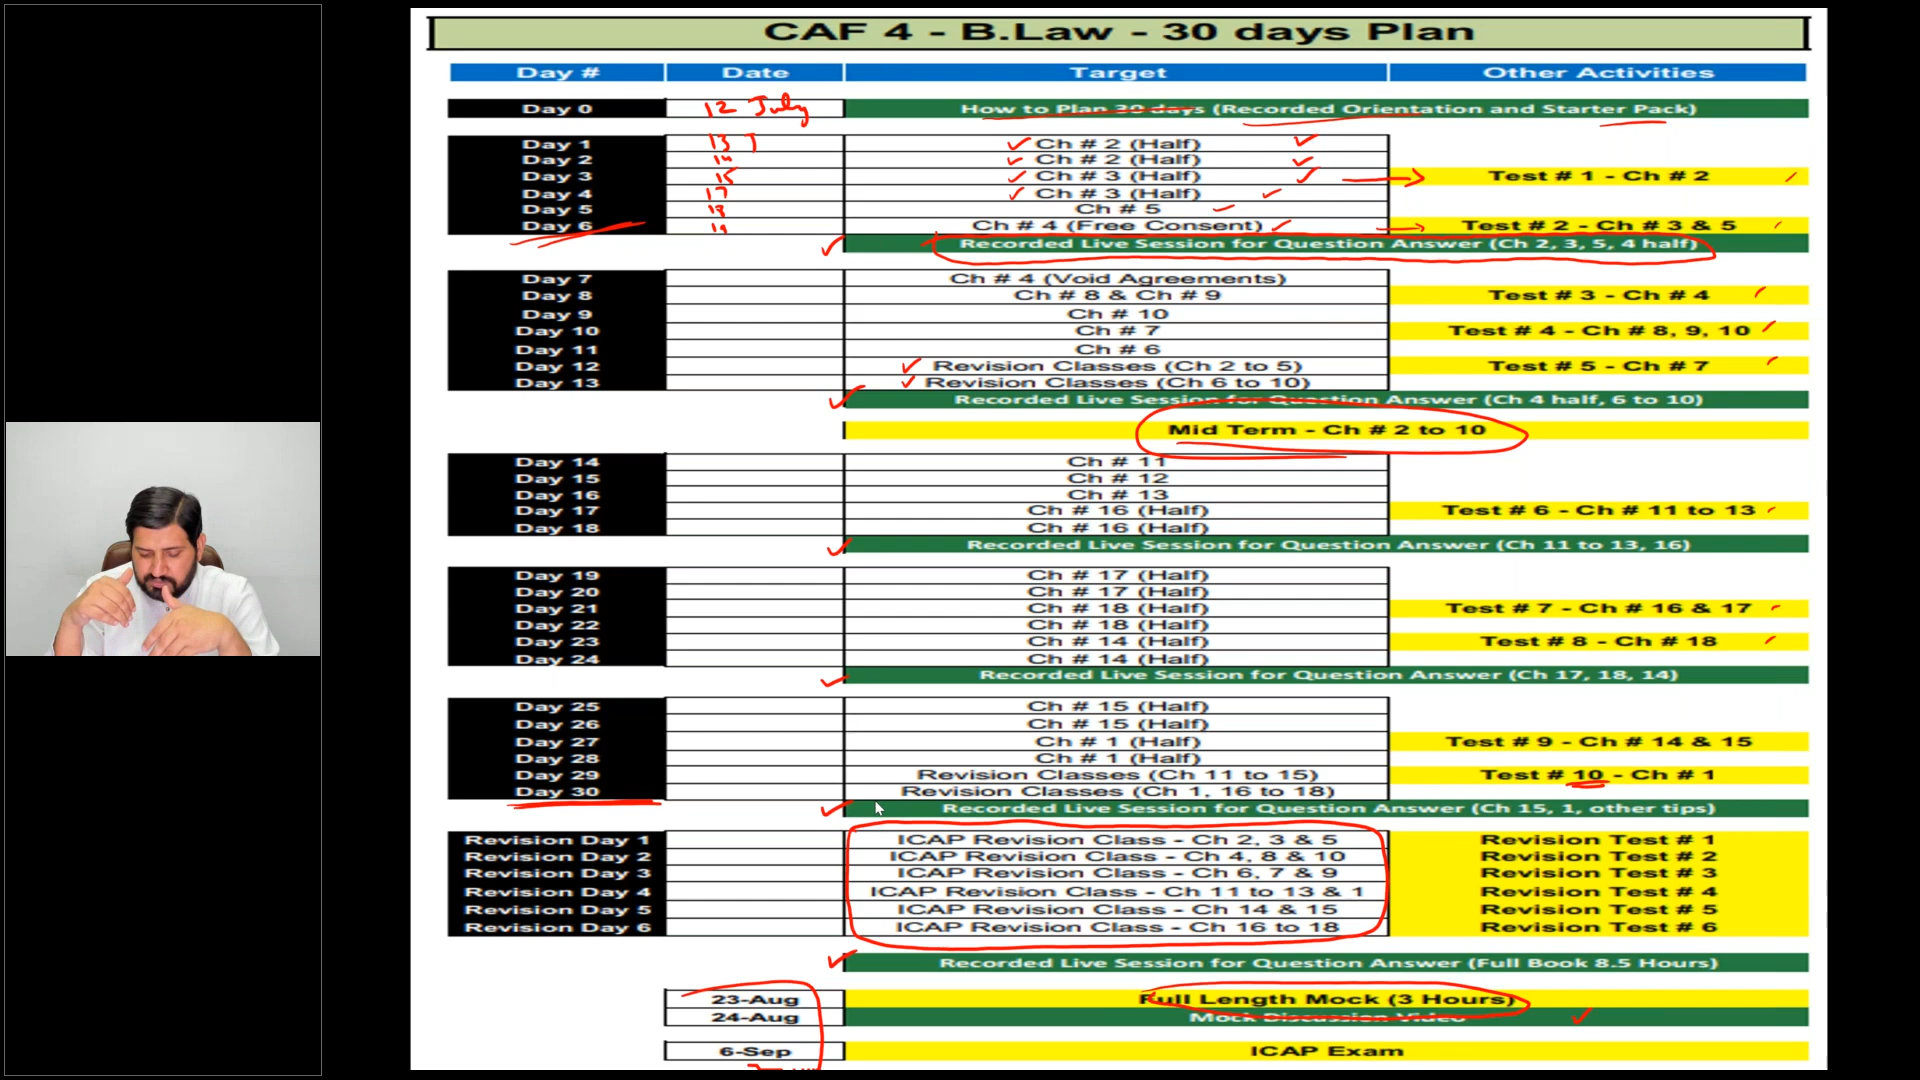 CAF 4 - B.Law - 30 days Plan
Day # Date Target Other Activities
Day 0 12 July How to Plan 30 days (Recorded Orientation and Starter Pack)
Day 1 13 J Ch # 2 (Half)
Day 2 14 Ch # 2 (Half)
Day 3 15 Ch # 3 (Half) Test # 1 - Ch # 2
Day 4 17 Ch # 3 (Half)
Day 5 18 Ch # 5
Day 6 19 Ch # 4 (Free Consent) Test # 2 - Ch # 3 & 5
Recorded Live Session for Question Answer (Ch 2, 3, 5, 4 half)
Day 7 Ch # 4 (Void Agreements)
Day 8 Ch # 8 & Ch # 9 Test # 3 - Ch # 4
Day 9 Ch # 10
Day 10 Ch # 7 Test # 4 - Ch # 8, 9, 10
Day 11 Ch # 6
Day 12 Revision Classes (Ch 2 to 5) Test # 5 - Ch # 7
Day 13 Revision Classes (Ch 6 to 10)
Recorded Live Session for Question Answer (Ch 4 half, 6 to 10)
Mid Term - Ch # 2 to 10
Day 14 Ch # 11
Day 15 Ch # 12
Day 16 Ch # 13
Day 17 Ch # 16 (Half) Test # 6 - Ch # 11 to 13
Day 18 Ch # 16 (Half)
Recorded Live Session for Question Answer (Ch 11 to 13, 16)
Day 19 Ch # 17 (Half)
Day 20 Ch # 17 (Half)
Day 21 Ch # 18 (Half) Test # 7 - Ch # 16 & 17
Day 22 Ch # 18 (Half)
Day 23 Ch # 14 (Half) Test # 8 - Ch # 18
Day 24 Ch # 14 (Half)
Recorded Live Session for Question Answer (Ch 17, 18, 14)
Day 25 Ch # 15 (Half)
Day 26 Ch # 15 (Half)
Day 27 Ch # 1 (Half) Test # 9 - Ch # 14 & 15
Day 28 Ch # 1 (Half)
Day 29 Revision Classes (Ch 11 to 15) Test # 10 - Ch # 1
Day 30 Revision Classes (Ch 1, 16 to 18)
Recorded Live Session for Question Answer (Ch 15, 1, other tips)
Revision Day 1 ICAP Revision Class - Ch 2, 3 & 5 Revision Test # 1
Revision Day 2 ICAP Revision Class - Ch 4, 8 & 10 Revision Test # 2
Revision Day 3 ICAP Revision Class - Ch 6, 7 & 9 Revision Test # 3
Revision Day 4 ICAP Revision Class - Ch 11 to 13 & 1 Revision Test # 4
Revision Day 5 ICAP Revision Class - Ch 14 & 15 Revision Test # 5
Revision Day 6 ICAP Revision Class - Ch 16 to 18 Revision Test # 6
Recorded Live Session for Question Answer (Full Book 8.5 Hours)
23-Aug Full Length Mock (3 Hours)
24-Aug Mock Discussion Video
6-Sep ICAP Exam